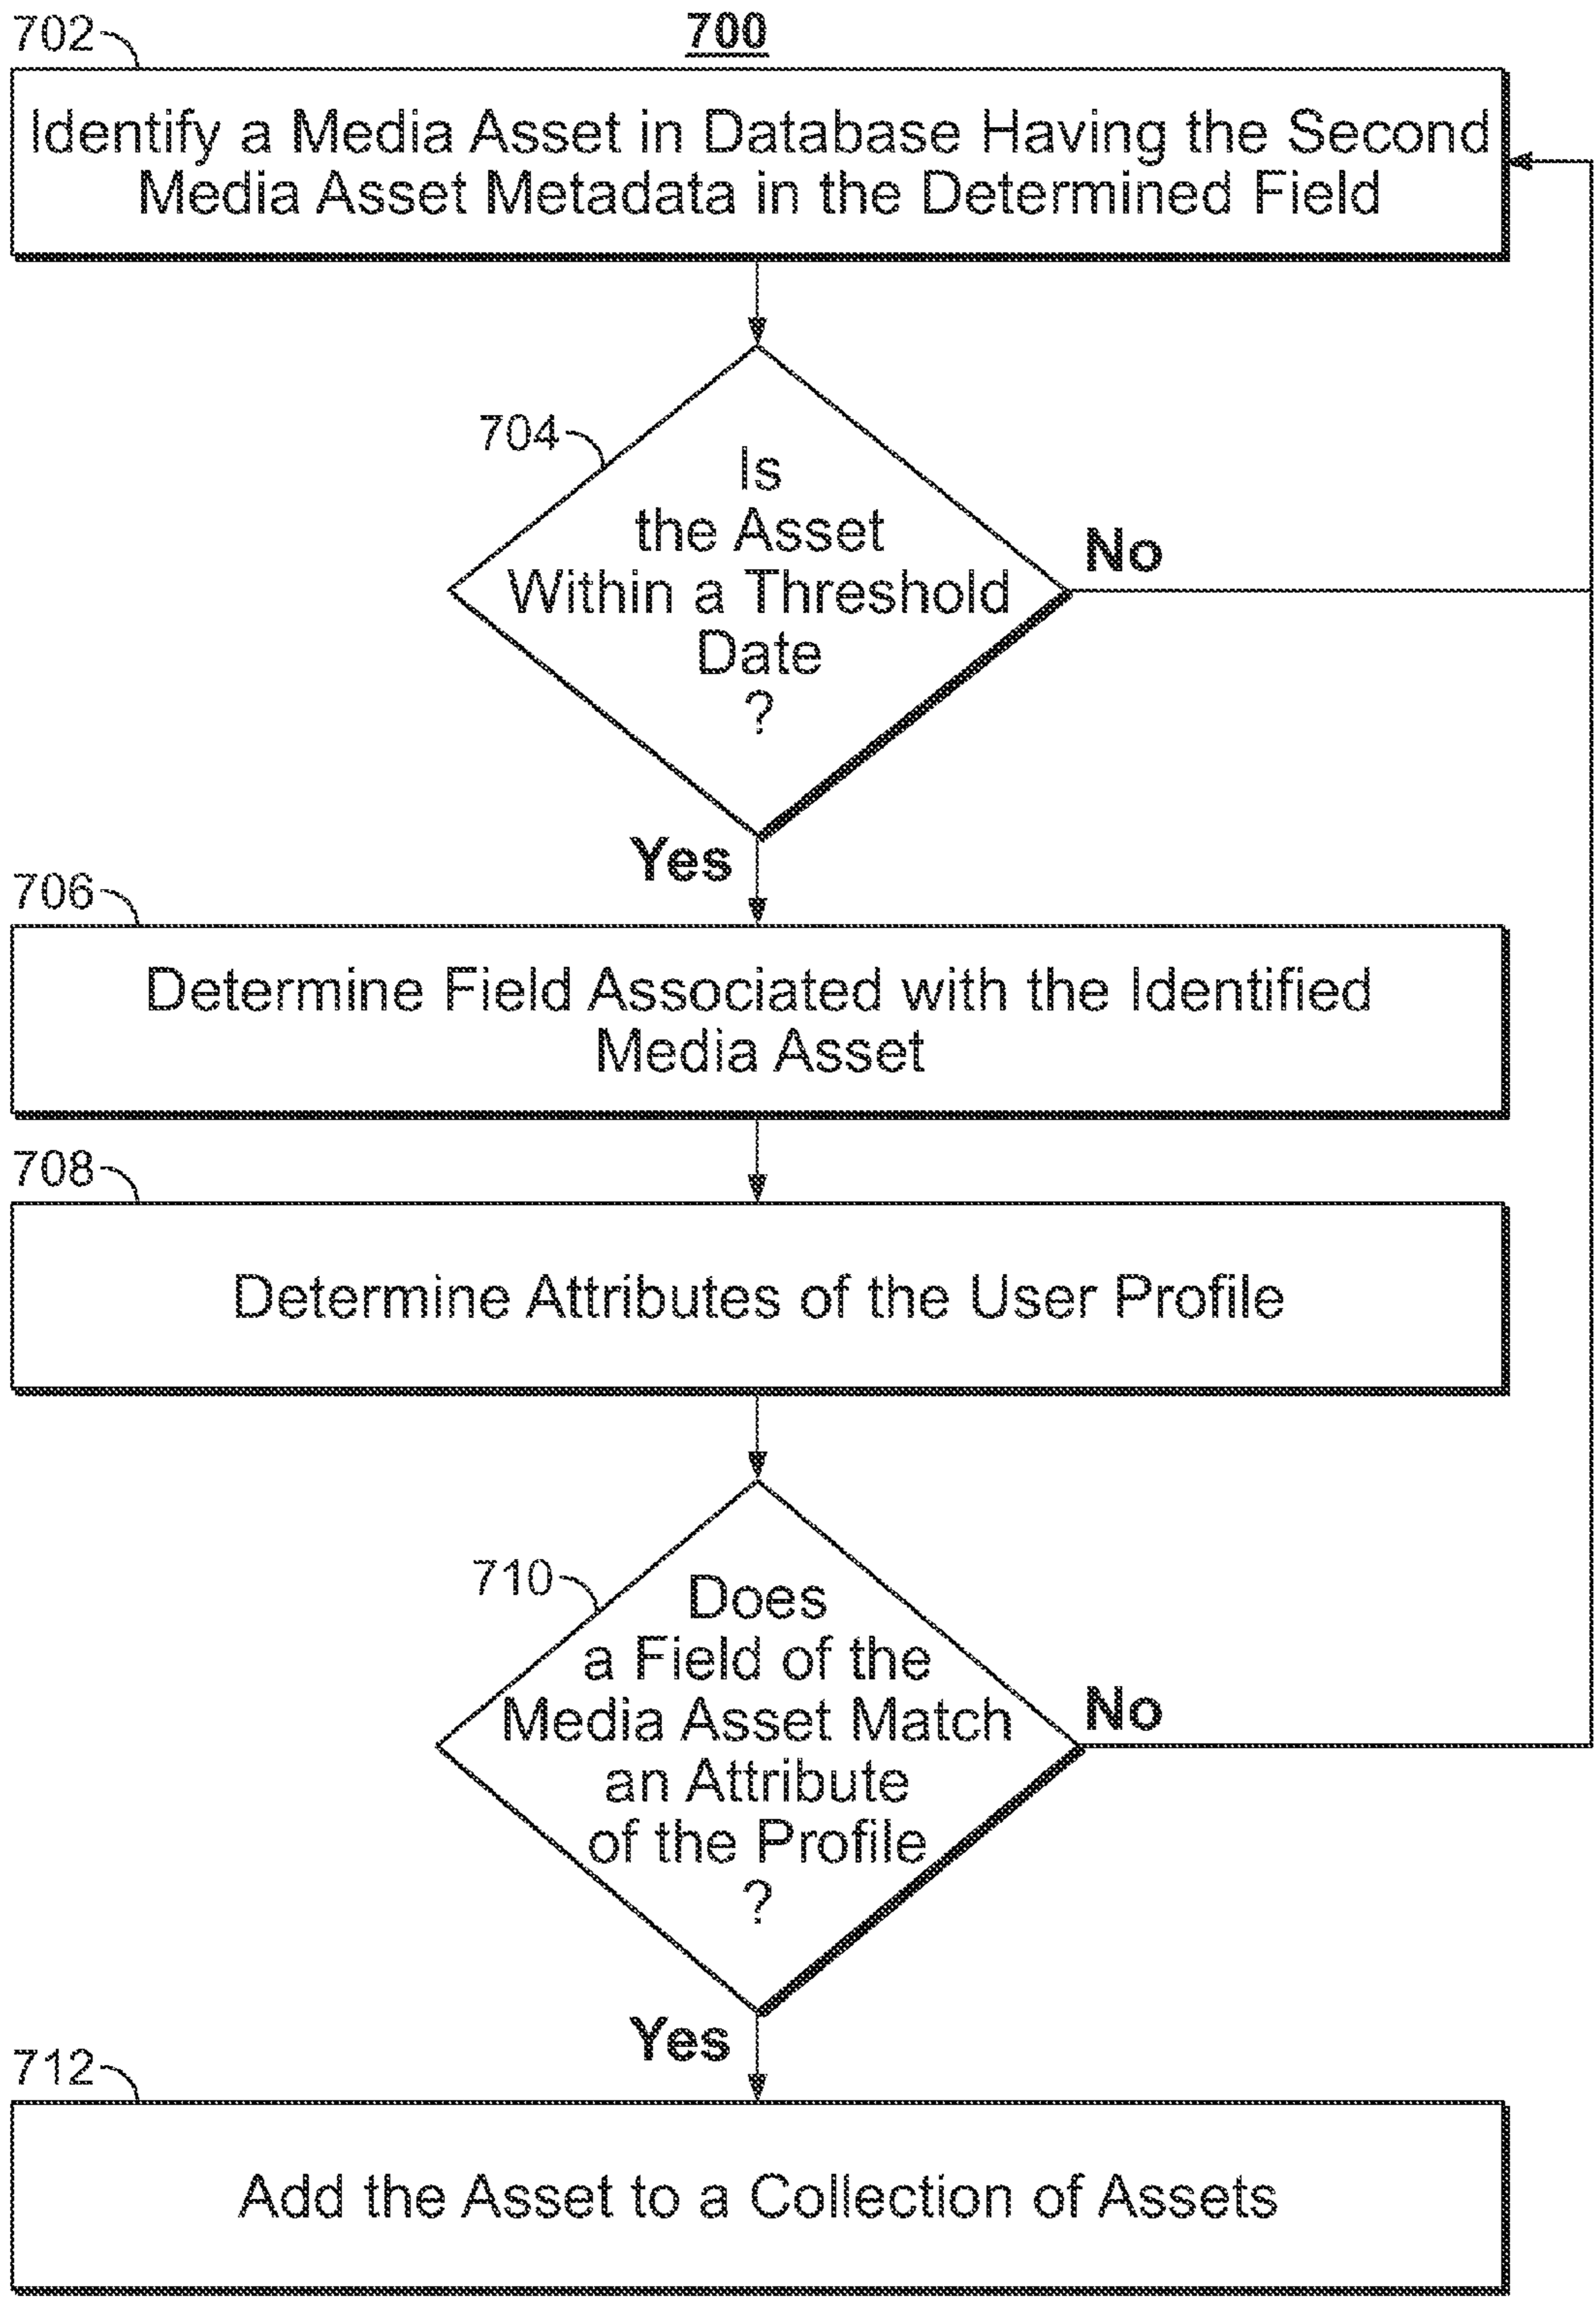 700
702
Identify a Media Asset in Database Having the Second
Media Asset Metadata in the Determined Field
704
Is
the Asset
Within a Threshold
Date
?
No
Yes
706
Determine Field Associated with the Identified
Media Asset
708
Determine Attributes of the User Profile
710
Does
a Field of the
Media Asset Match
an Attribute
of the Profile
?
No
Yes
712
Add the Asset to a Collection of Assets